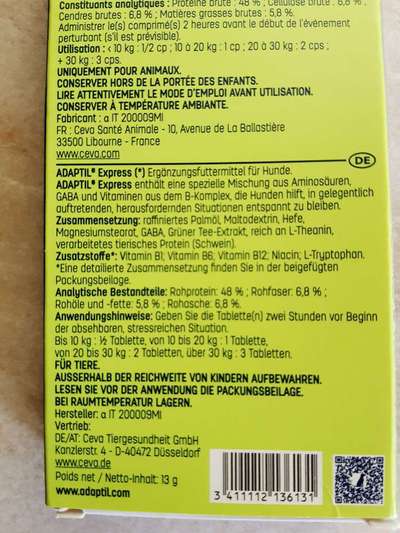 Constituants analytiques : Protéine brute : 48 % ; Cellulose brute : 6,8 % ;
Cendres brutes : 6,8 % ; Matières grasses brutes : 5,8 %.
Administrer le(s) comprimé(s) 2 heures avant le début de l'événement
perturbant (s'il est prévisible).
Utilisation : < 10 kg : 1/2 cp ; 10 à 20 kg : 1 cp ; 20 à 30 kg : 2 cps ;
+ 30 kg : 3 cps.
UNIQUEMENT POUR ANIMAUX.
CONSERVER HORS DE LA PORTÉE DES ENFANTS.
LIRE ATTENTIVEMENT LE MODE D'EMPLOI AVANT UTILISATION.
CONSERVER À TEMPÉRATURE AMBIANTE.
Fabricant : α IT 200009MI
FR : Ceva Santé Animale - 10, Avenue de La Ballastière
33500 Libourne - France
www.ceva.com
DE
ADAPTIL® Express (*) Ergänzungsfuttermittel für Hunde.
ADAPTIL® Express enthält eine spezielle Mischung aus Aminosäuren,
GABA und Vitaminen aus dem B-Komplex, die Hunden hilft, in gelegentlich
auftretenden, herausfordernden Situationen entspannt zu bleiben.
Zusammensetzung: raffiniertes Palmöl, Maltodextrin, Hefe,
Magnesiumstearat, GABA, Grüner Tee-Extrakt, reich an L-Theanin,
verarbeitetes tierisches Protein (Schwein).
Zusatzstoffe*: Vitamin B1; Vitamin B6, Vitamin B12; Niacin; L-Tryptophan.
*Eine detaillierte Zusammensetzung finden Sie in der beigefügten
Packungsbeilage.
Analytische Bestandteile: Rohprotein: 48 % ; Rohfaser: 6,8 % ;
Rohöle und -fette: 5,8 % ; Rohasche: 6,8 %.
Anwendungshinweise: Geben Sie die Tablette(n) zwei Stunden vor Beginn
der absehbaren, stressreichen Situation.
Bis 10 kg : ½ Tablette, von 10 bis 20 kg : 1 Tablette,
von 20 bis 30 kg : 2 Tabletten, über 30 kg : 3 Tabletten.
FÜR TIERE.
AUSSERHALB DER REICHWEITE VON KINDERN AUFBEWAHREN.
LESEN SIE VOR DER ANWENDUNG DIE PACKUNGSBEILAGE.
BEI RAUMTEMPERATUR LAGERN.
Hersteller: α IT 200009MI
Vertrieb:
DE/AT: Ceva Tiergesundheit GmbH
Kanzlerstr. 4 - D-40472 Düsseldorf
www.ceva.com
Poids net / Netto-Inhalt: 13 g
www.adaptil.com
3 411112 136131